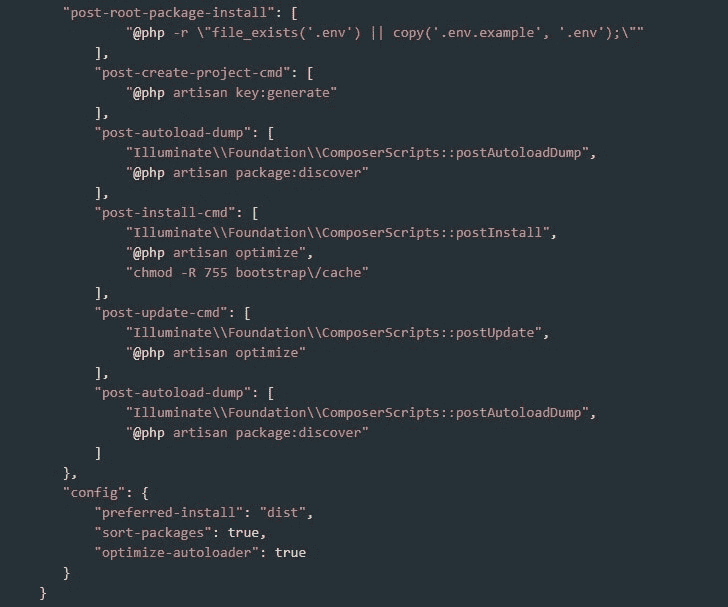 "post-root-package-install": [
"@php -r \"file_exists('.env') || copy('.env.example', '.env');\""
],
"post-create-project-cmd": [
"@php artisan key:generate"
],
"post-autoload-dump": [
"Illuminate\\Foundation\\ComposerScripts::postAutoloadDump",
"@php artisan package:discover"
],
"post-install-cmd": [
"Illuminate\\Foundation\\ComposerScripts::postInstall",
"@php artisan optimize",
"chmod -R 755 bootstrap\/cache"
],
"post-update-cmd": [
"Illuminate\\Foundation\\ComposerScripts::postUpdate",
"@php artisan optimize"
],
"post-autoload-dump": [
"Illuminate\\Foundation\\ComposerScripts::postAutoloadDump",
"@php artisan package:discover"
]
},
"config": {
"preferred-install": "dist",
"sort-packages": true,
"optimize-autoloader": true
}
}